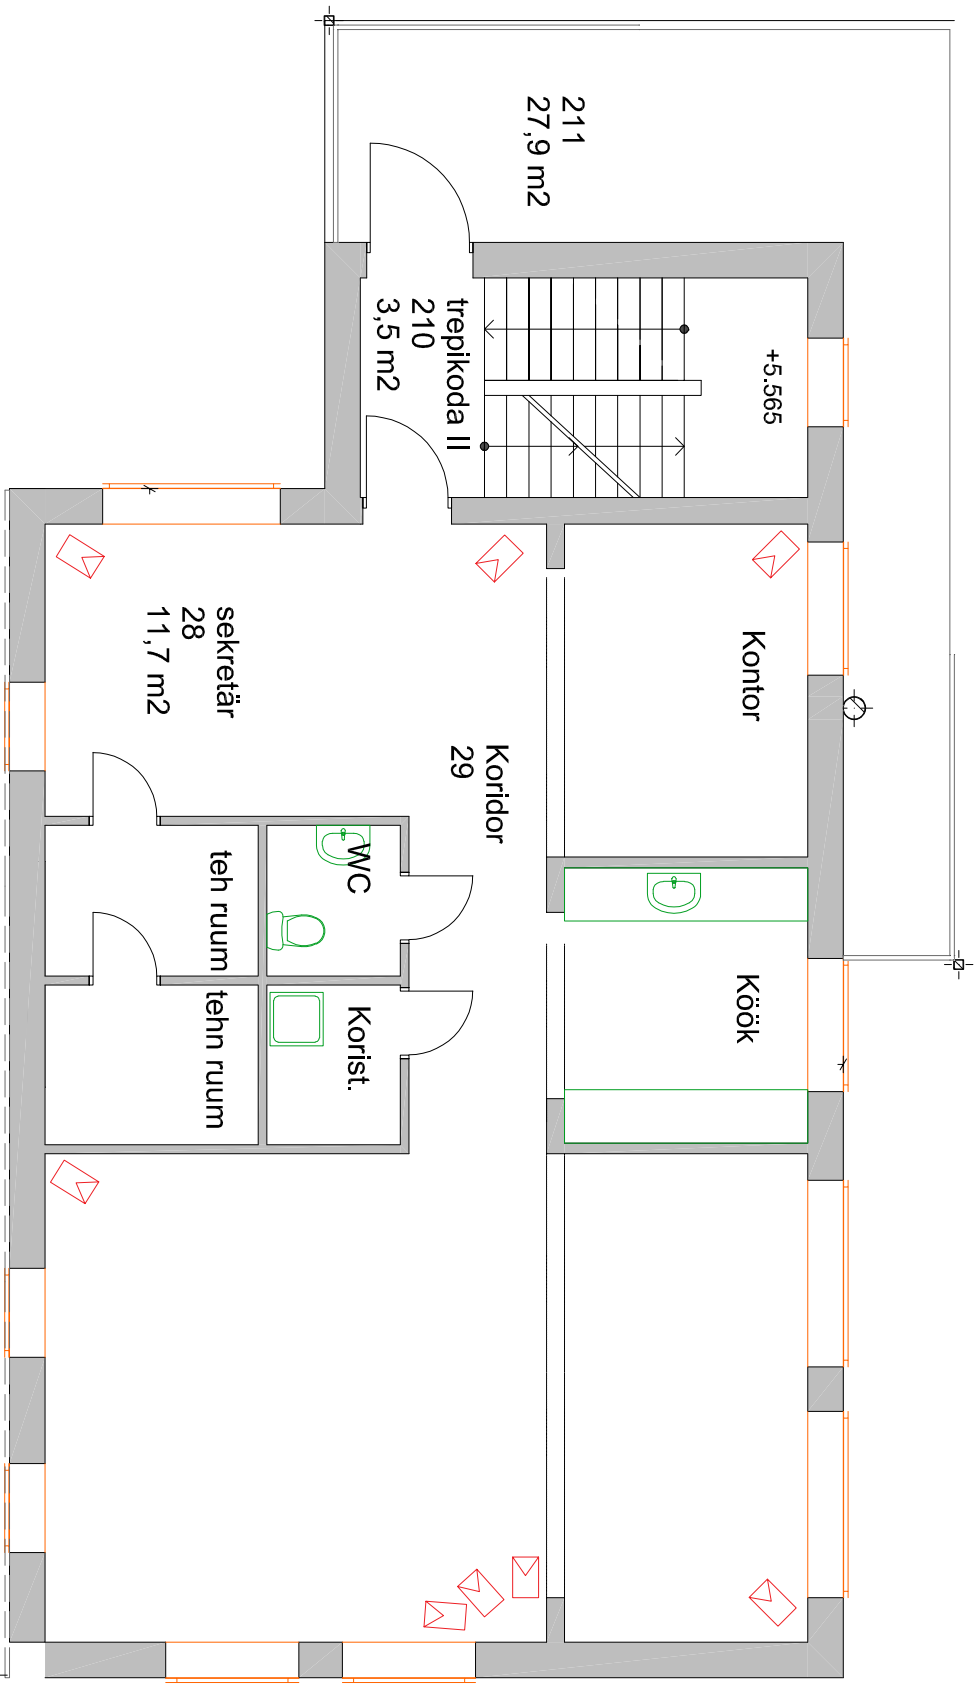 211
27,9 m2
+5.565
trepikoda II
210
3,5 m2
Kontor
sekretär
28
11,7 m2
Koridor
29
WC
teh ruum
Köök
Korist.
tehn ruum